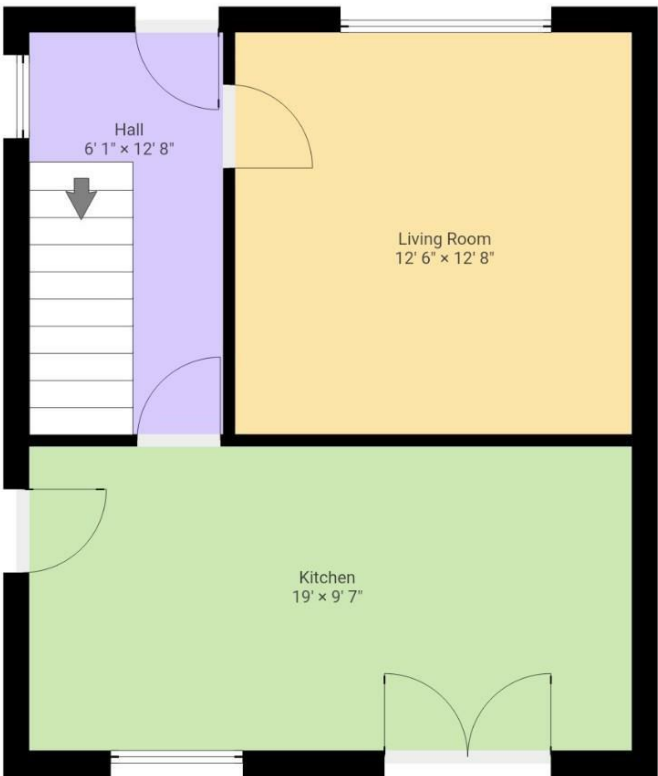 Hall
6' 1" × 12' 8"
Living Room
12' 6" × 12' 8"
Kitchen
19' × 9' 7"